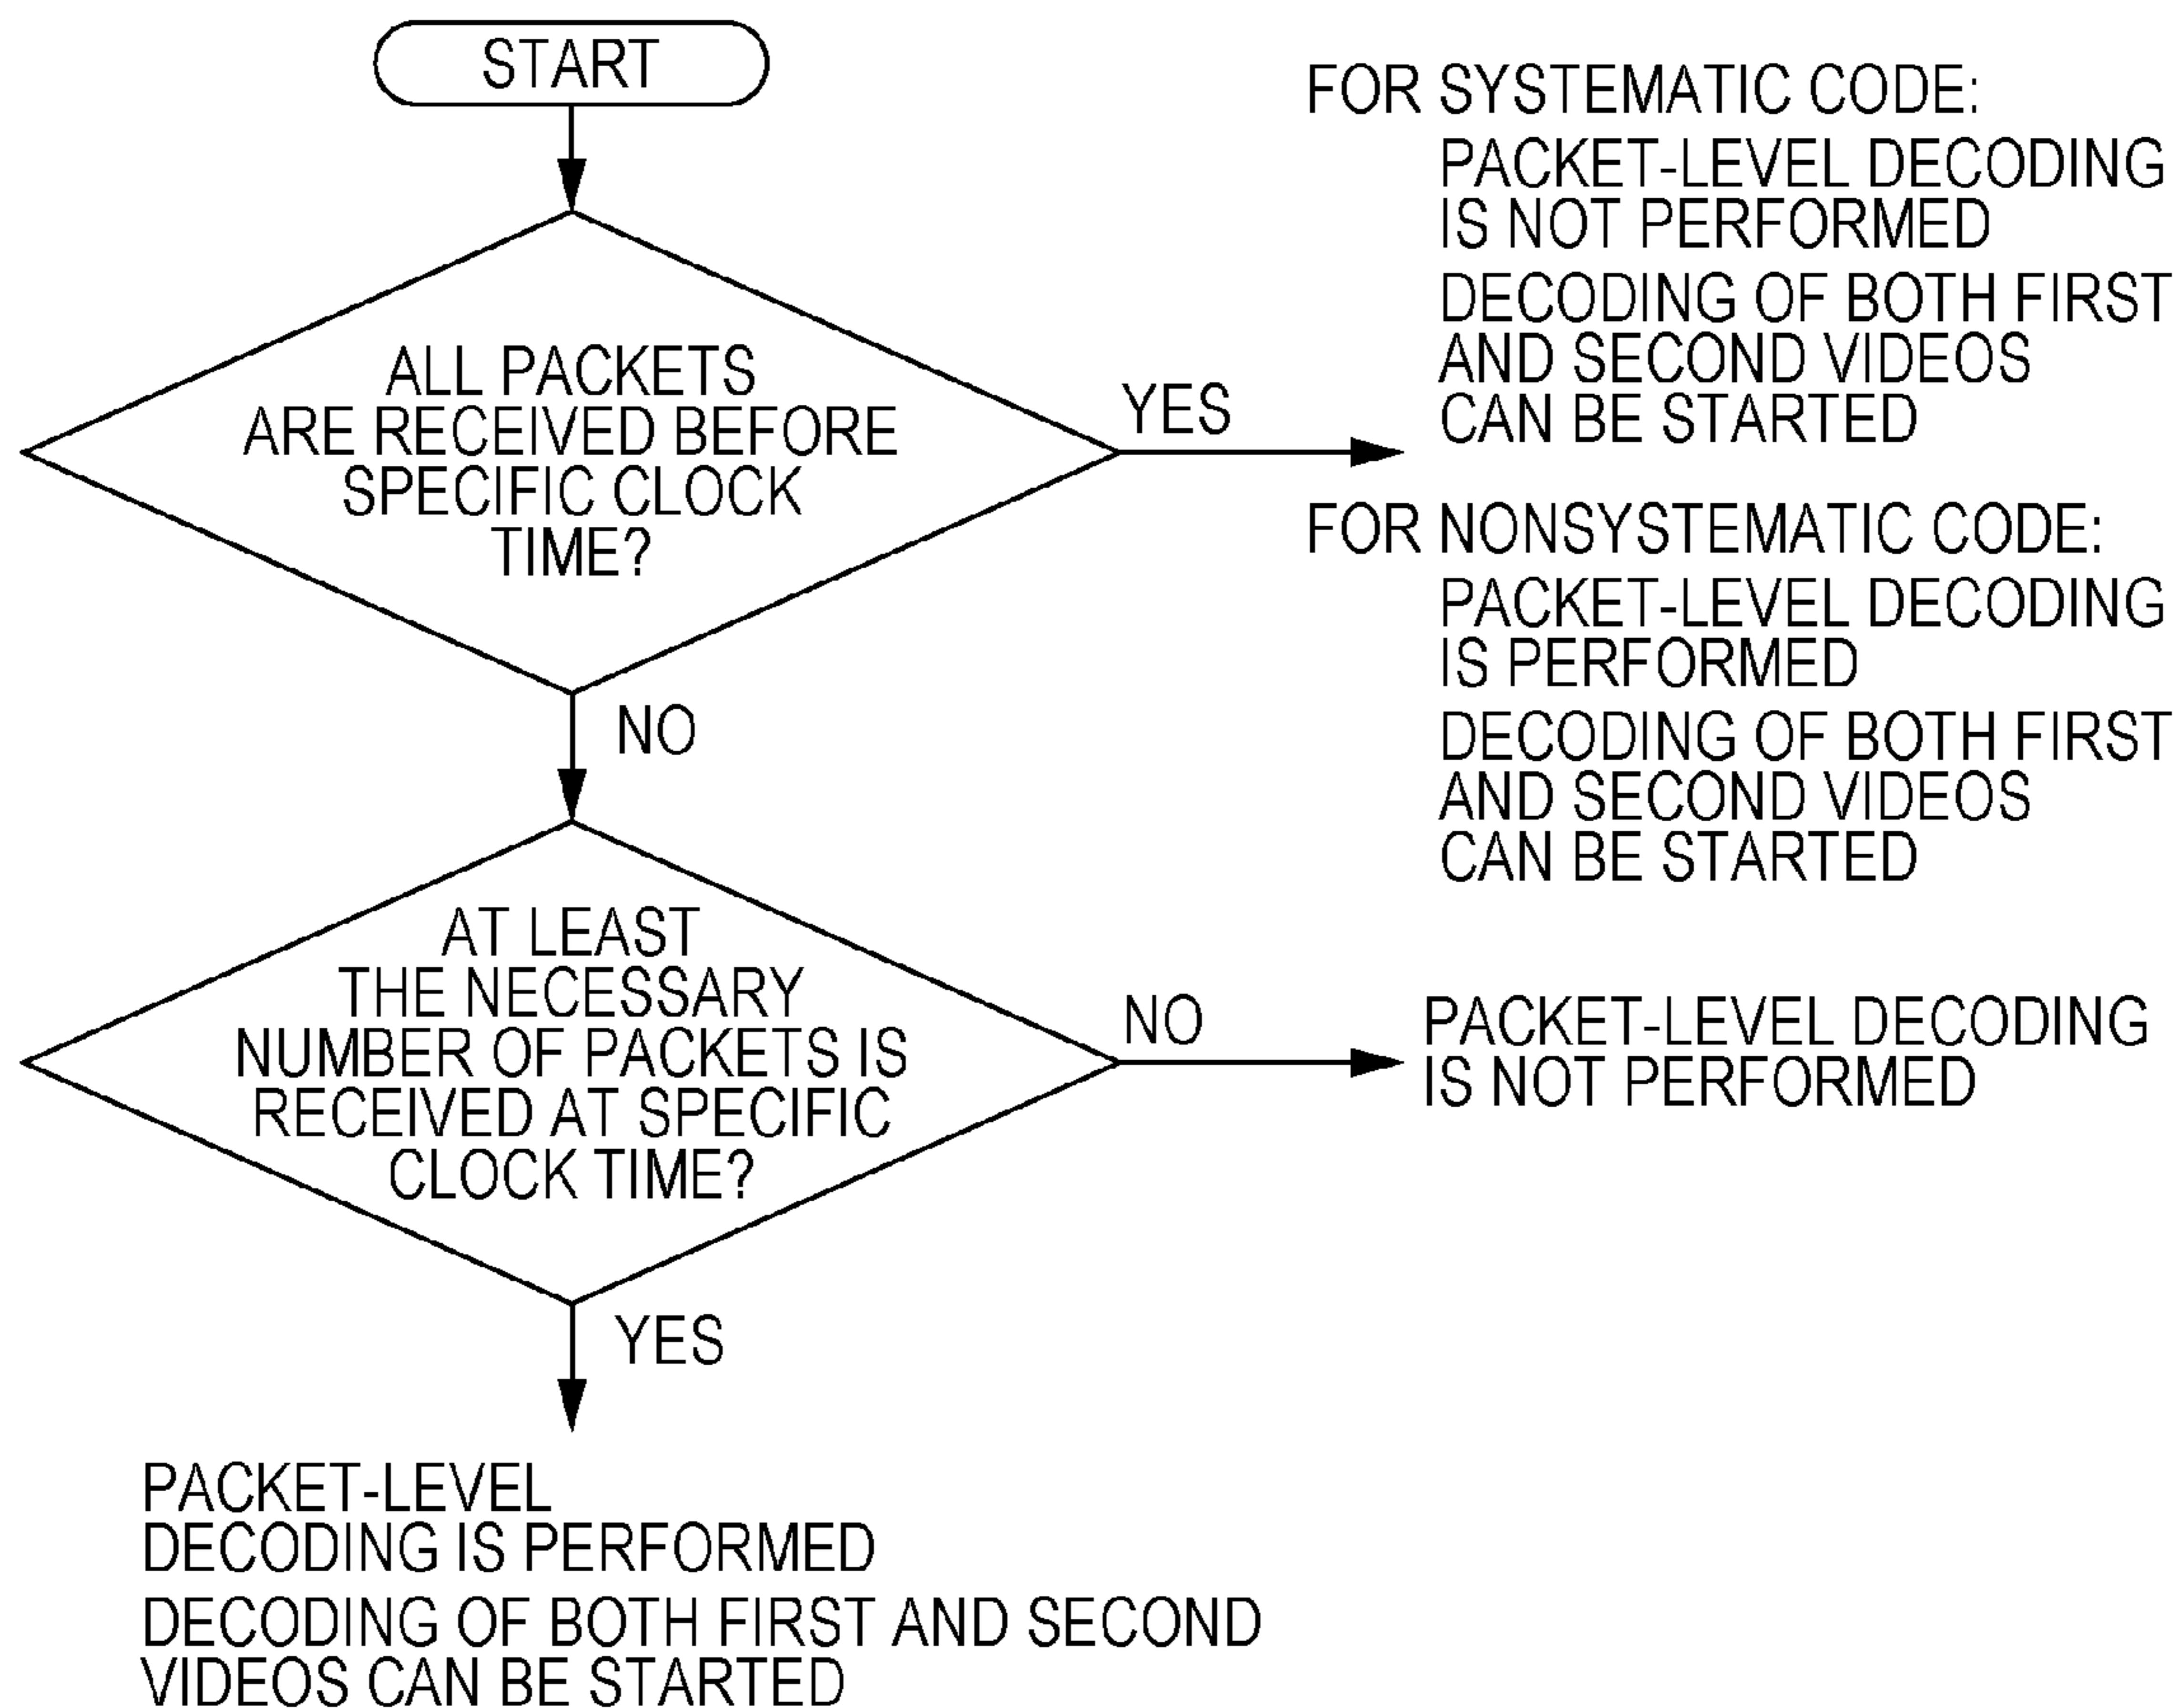 START
ALL PACKETS
ARE RECEIVED BEFORE
SPECIFIC CLOCK
TIME?
YES
FOR SYSTEMATIC CODE:
PACKET-LEVEL DECODING
IS NOT PERFORMED
DECODING OF BOTH FIRST
AND SECOND VIDEOS
CAN BE STARTED
FOR NONSYSTEMATIC CODE:
PACKET-LEVEL DECODING
IS PERFORMED
DECODING OF BOTH FIRST
AND SECOND VIDEOS
CAN BE STARTED
NO
AT LEAST
THE NECESSARY
NUMBER OF PACKETS IS
RECEIVED AT SPECIFIC
CLOCK TIME?
NO
PACKET-LEVEL DECODING
IS NOT PERFORMED
YES
PACKET-LEVEL
DECODING IS PERFORMED
DECODING OF BOTH FIRST AND SECOND
VIDEOS CAN BE STARTED